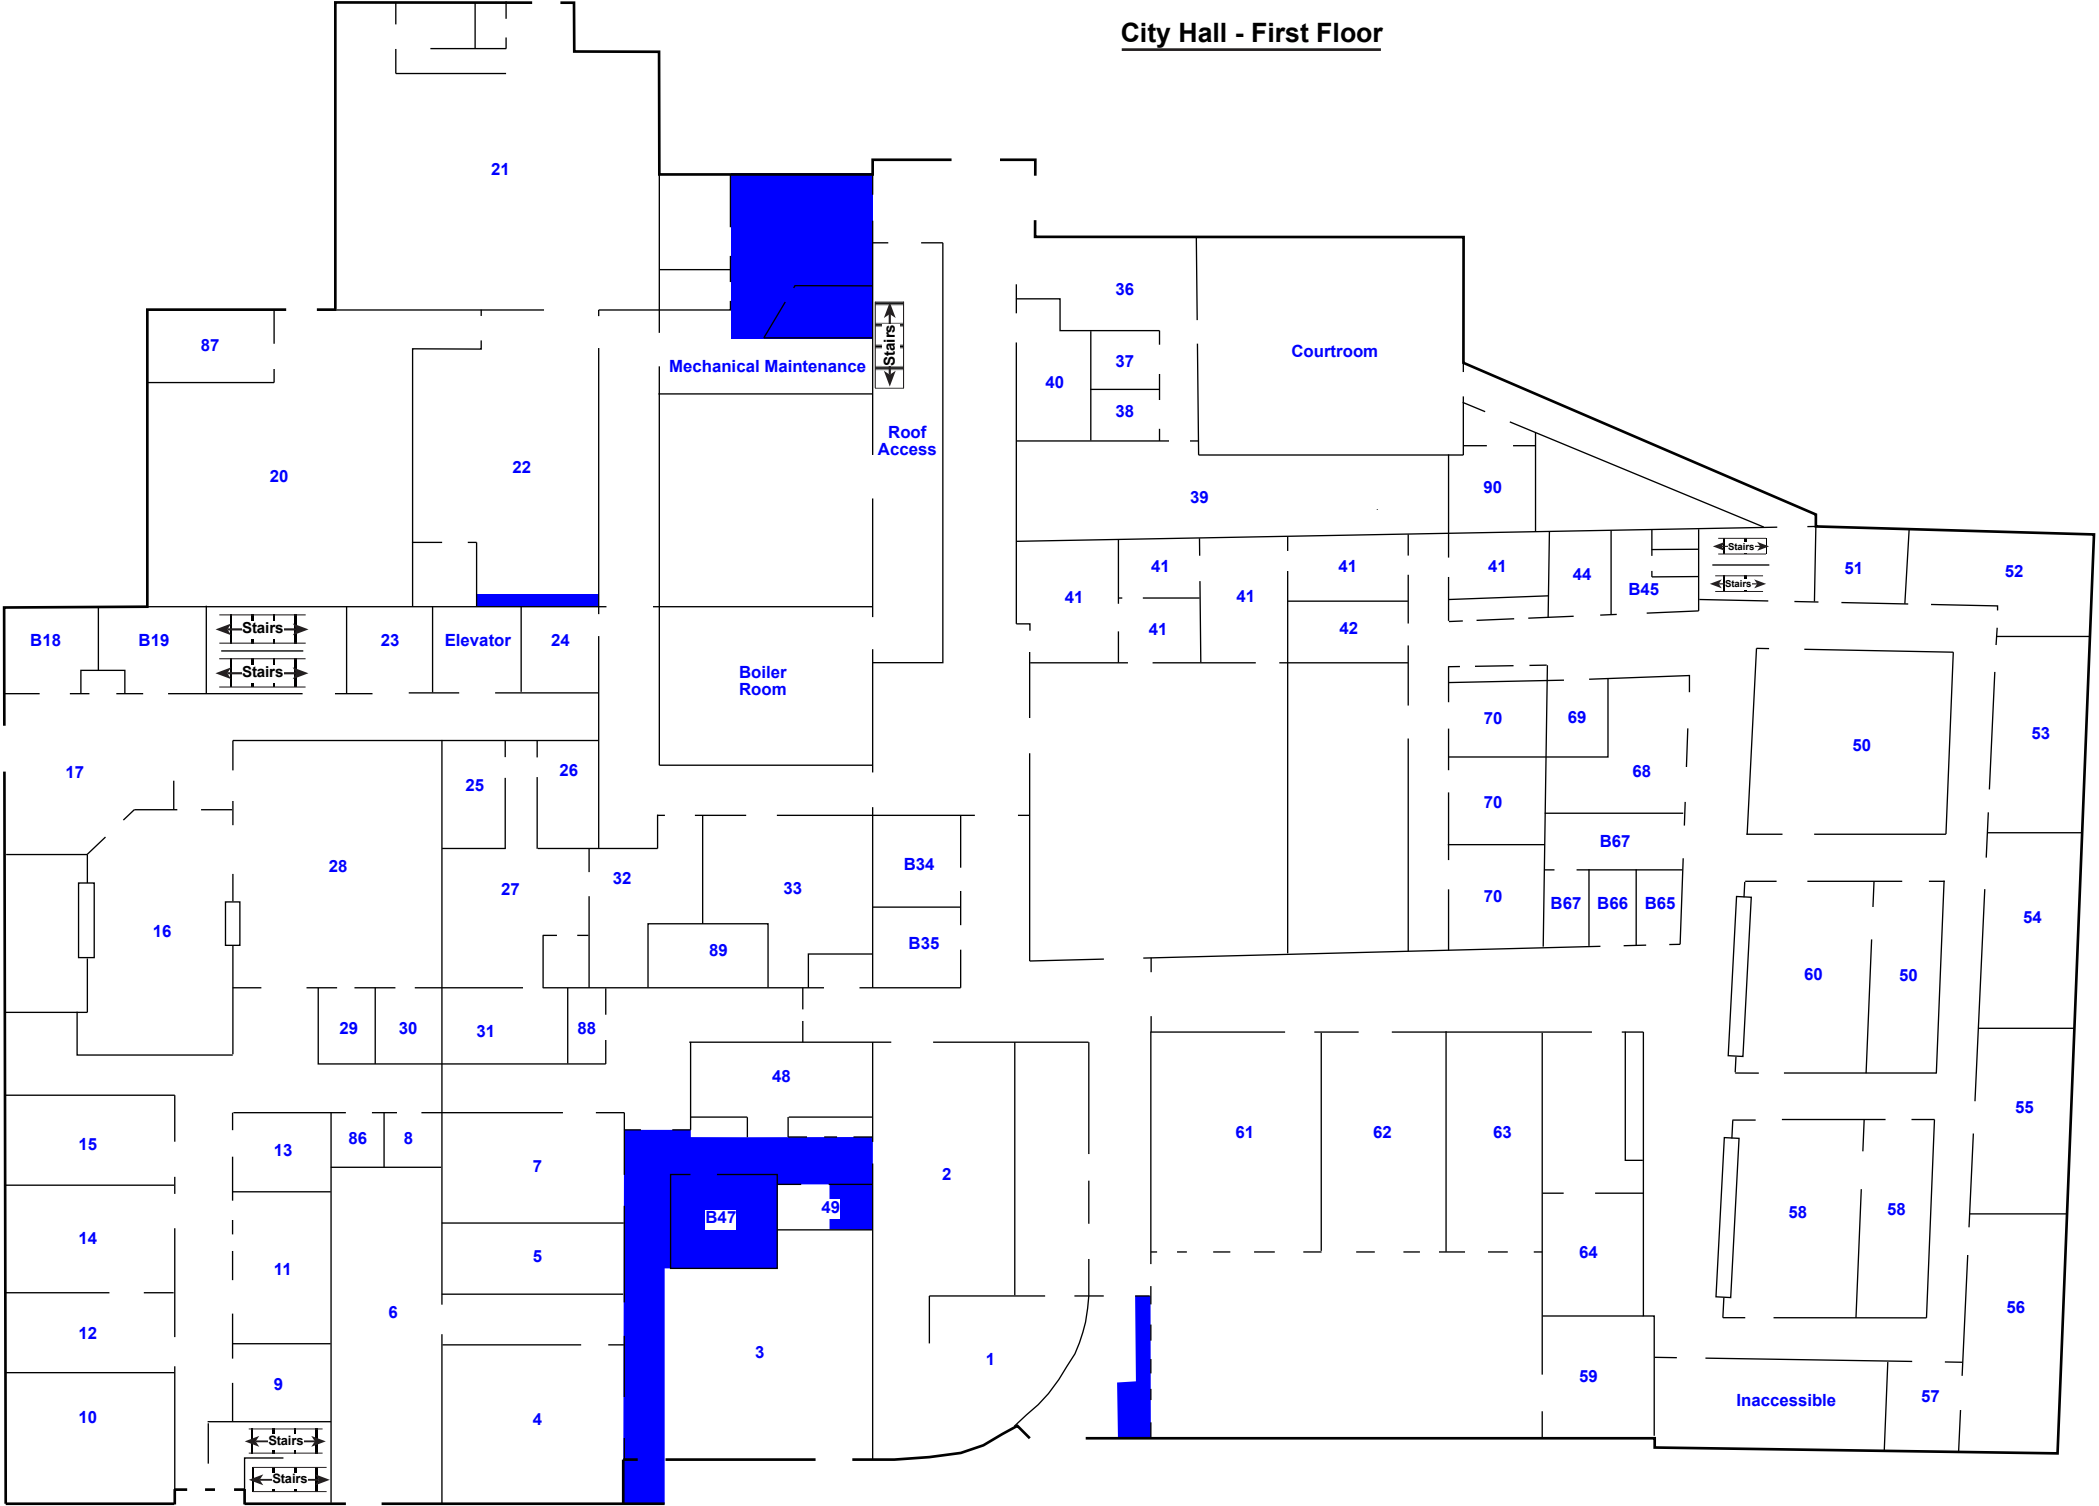 City Hall - First Floor
21
36
87
Courtroom
Stairs
37
Mechanical Maintenance
40
38
Roof
Access
22
20
90
39
41
41
41
44
51
52
Stairs
Stairs
B45
41
41
41
42
B18
B19
Stairs
23
Elevator
24
Stairs
Boiler
Room
70
69
53
50
17
26
25
68
70
B67
28
B34
32
27
33
70
B67
B66
B65
54
16
B35
89
60
50
29
30
31
88
48
55
61
62
63
15
13
86
8
7
2
B47
49
58
58
14
5
64
11
6
56
12
3
1
59
9
57
Inaccessible
10
4
Stairs
Stairs